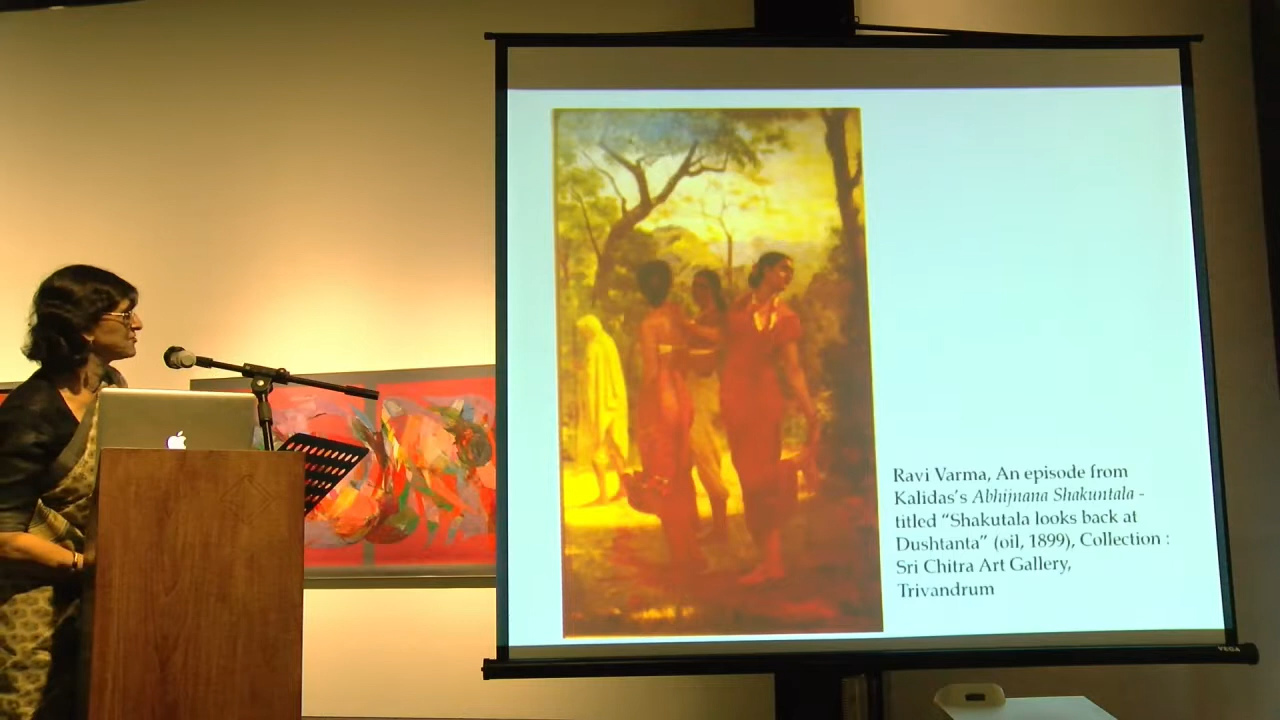 Ravi Varma, An episode from
Kalidas's Abhijnana Shakuntala -
titled “Shakutala looks back at
Dushtanta” (oil, 1899), Collection :
Sri Chitra Art Gallery,
Trivandrum
VEGA